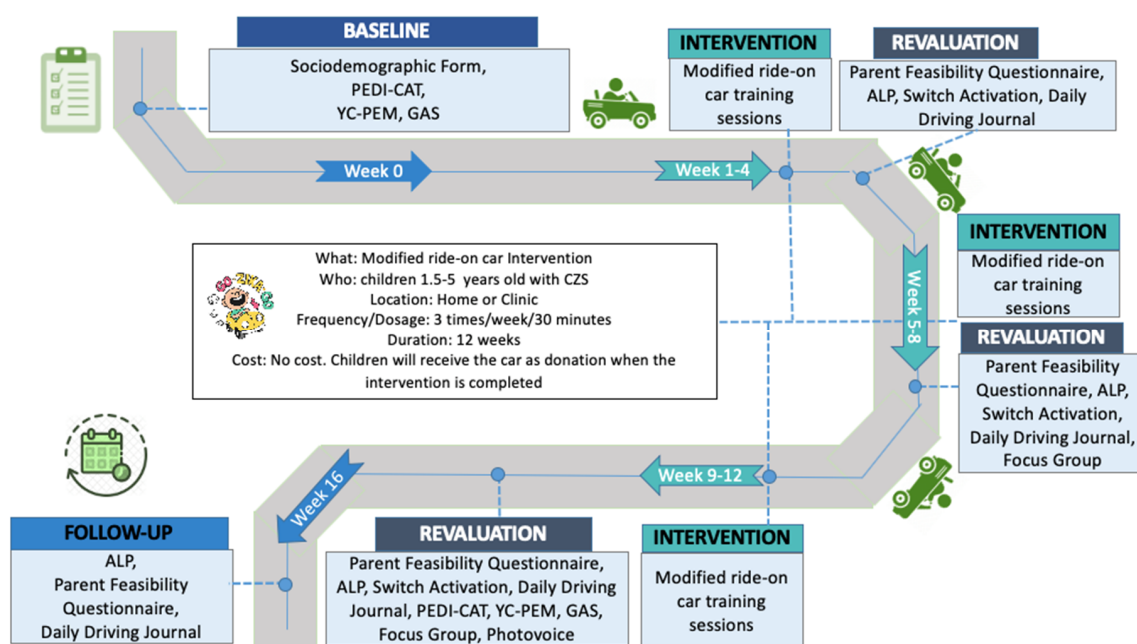 BASELINE
Sociodemographic Form,
PEDI-CAT,
YC-PEM, GAS
INTERVENTION
Modified ride-on
car training
sessions
REVALUATION
Parent Feasibility Questionnaire,
ALP, Switch Activation, Daily
Driving Journal
Week 0
Week 1-4
What: Modified ride-on car Intervention
Who: children 1.5-5 years old with CZS
Location: Home or Clinic
Frequency/Dosage: 3 times/week/30 minutes
Duration: 12 weeks
Cost: No cost. Children will receive the car as donation when the
intervention is completed
GO-ZIKA-GO
INTERVENTION
Modified ride-on
car training
sessions
Week 5-8
REVALUATION
Parent Feasibility
Questionnaire, ALP,
Switch Activation,
Daily Driving Journal,
Focus Group
Week 9-12
INTERVENTION
Modified ride-on
car training
sessions
REVALUATION
Parent Feasibility Questionnaire,
ALP, Switch Activation, Daily Driving
Journal, PEDI-CAT, YC-PEM, GAS,
Focus Group, Photovoice
Week 16
FOLLOW-UP
ALP,
Parent Feasibility
Questionnaire,
Daily Driving Journal